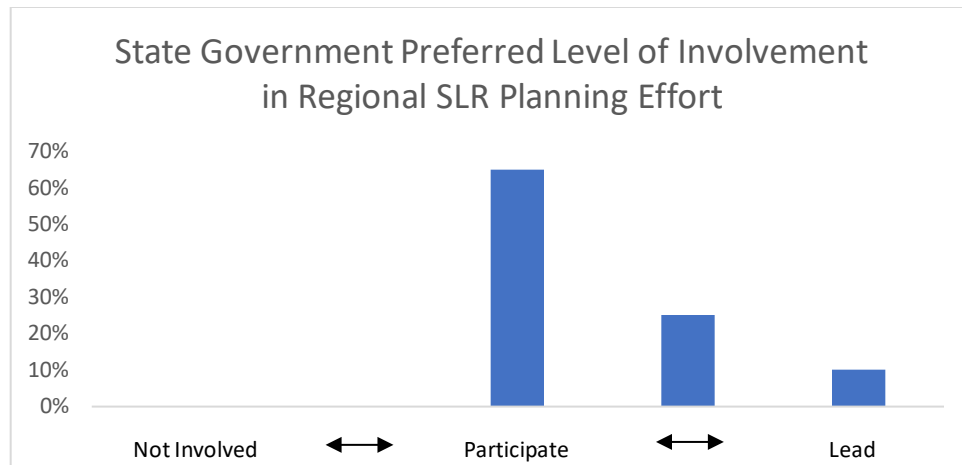 State Government Preferred Level of Involvement
in Regional SLR Planning Effort
70%
60%
50%
40%
30%
20%
10%
0%
Not Involved Participate Lead